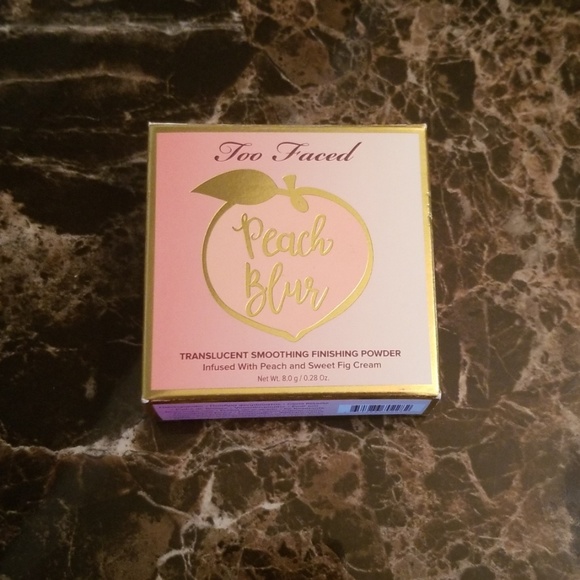 Too Faced
Peach
Blur
TRANSLUCENT SMOOTHING FINISHING POWDER
Infused With Peach and Sweet Fig Cream
Net Wt. 8.0 g / 0.28 Oz.